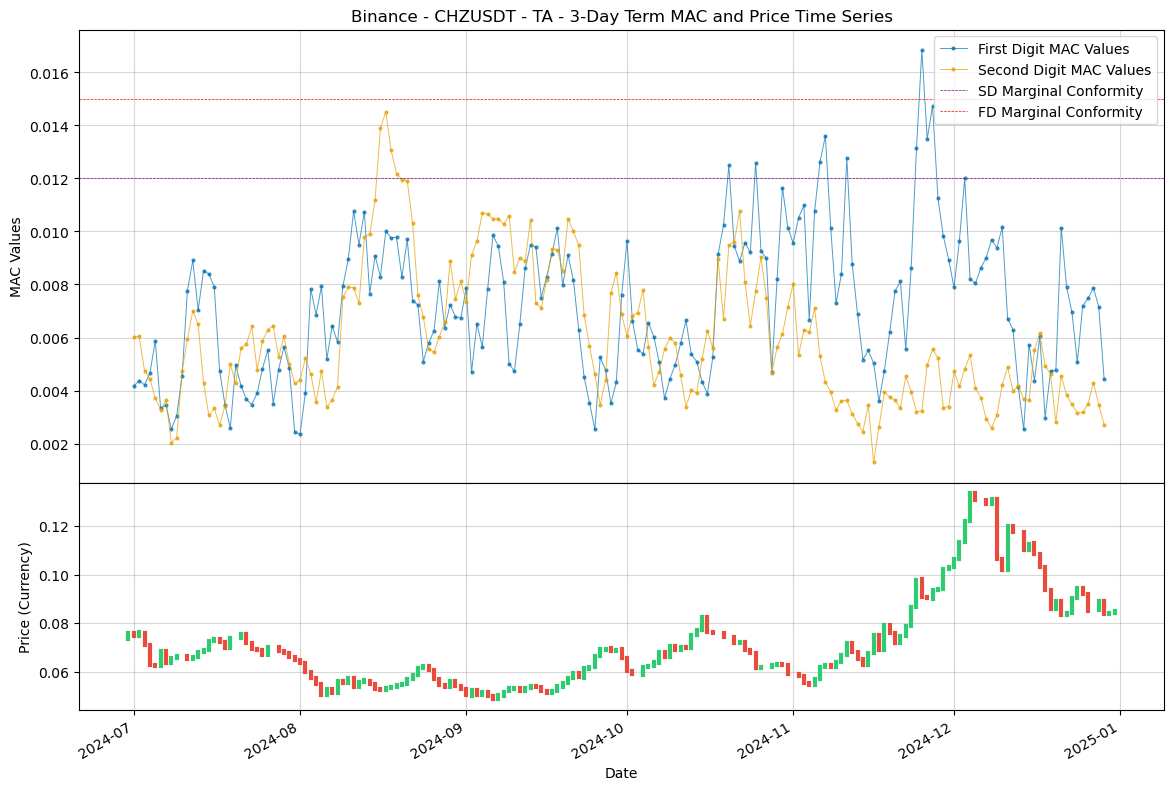 Binance - CHZUSDT - TA - 3-Day Term MAC and Price Time Series
First Digit MAC Values
Second Digit MAC Values
SD Marginal Conformity
FD Marginal Conformity
MAC Values
0.016
0.014
0.012
0.010
0.008
0.006
0.004
0.002
Price (Currency)
0.12
0.10
0.08
0.06
2024-07
2024-08
2024-09
2024-10
2024-11
2024-12
2025-01
Date